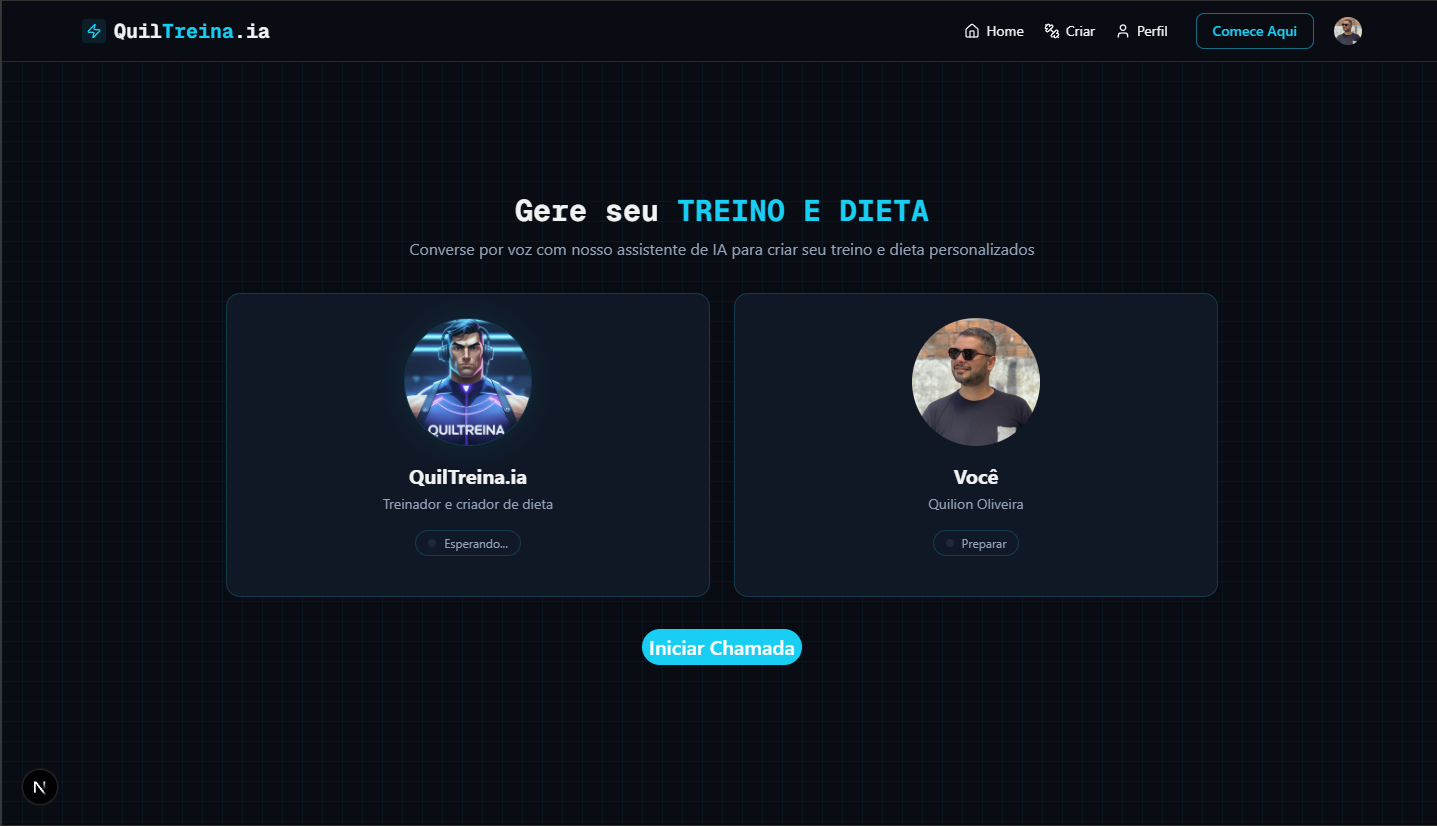 QuilTreina.ia
Home
Criar
Perfil
Comece Aqui
Gere seu TREINO E DIETA
Converse por voz com nosso assistente de IA para criar seu treino e dieta personalizados
QUILTREINA
QuilTreina.ia
Treinador e criador de dieta
Esperando...
Você
Quilion Oliveira
Preparar
Iniciar Chamada
N